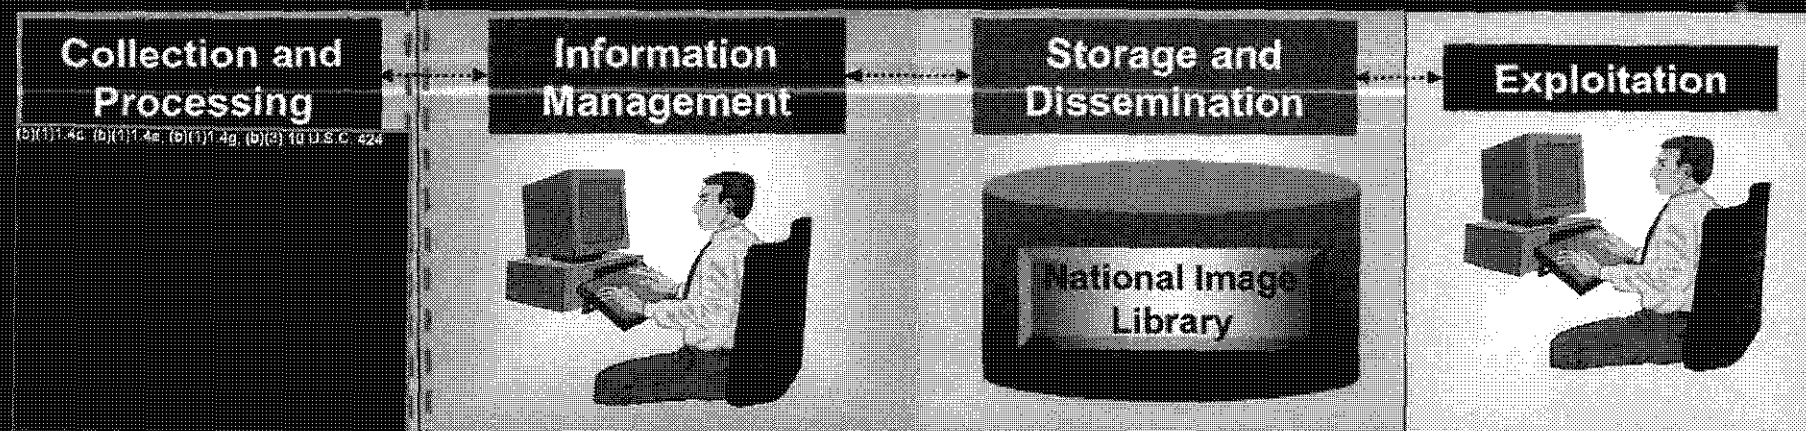 Collection and
Processing
(b)(1)1.4c, (b)(1)1.4e, (b)(1)1.4g, (b)(3) 10 U.S.C. 424
Information
Management
Storage and
Dissemination
National Image
Library
Exploitation